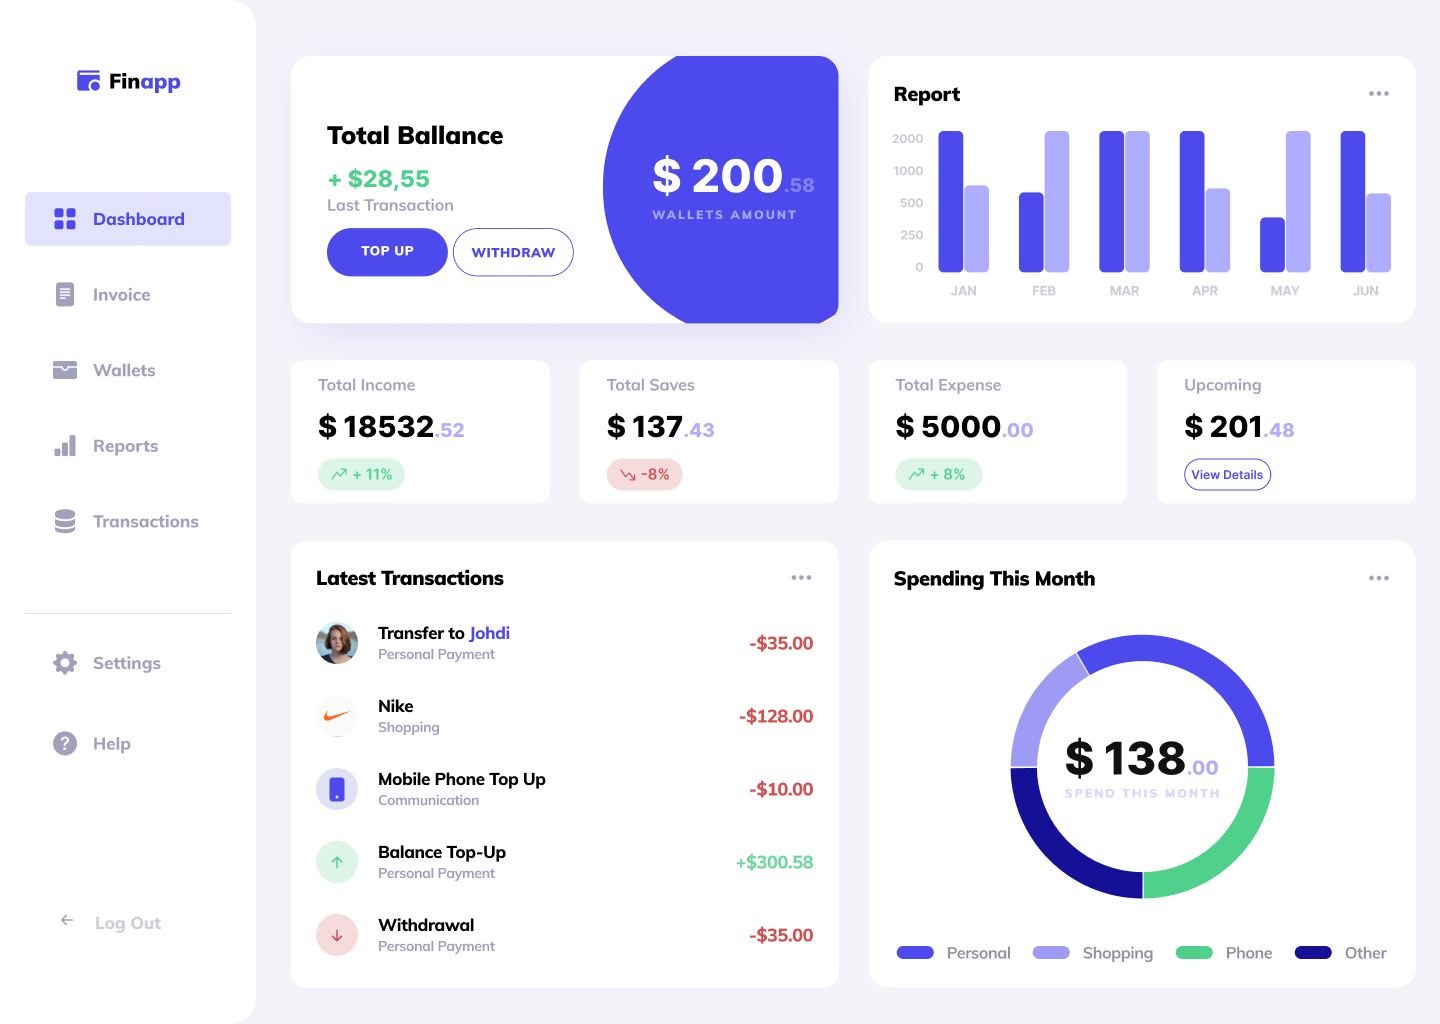 Finapp
Dashboard
Invoice
Wallets
Reports
Transactions
Settings
Help
Log Out
Total Ballance
+ $28,55
Last Transaction
TOP UP
WITHDRAW
$ 200.58
WALLETS AMOUNT
Report
2000
1000
500
250
0
JAN FEB MAR APR MAY JUN
Total Income
$ 18532.52
+ 11%
Total Saves
$ 137.43
-8%
Total Expense
$ 5000.00
+ 8%
Upcoming
$ 201.48
View Details
Latest Transactions
Transfer to Johdi
Personal Payment
-$35.00
Nike
Shopping
-$128.00
Mobile Phone Top Up
Communication
-$10.00
Balance Top-Up
Personal Payment
+$300.58
Withdrawal
Personal Payment
-$35.00
Spending This Month
$ 138.00
SPEND THIS MONTH
Personal Shopping Phone Other